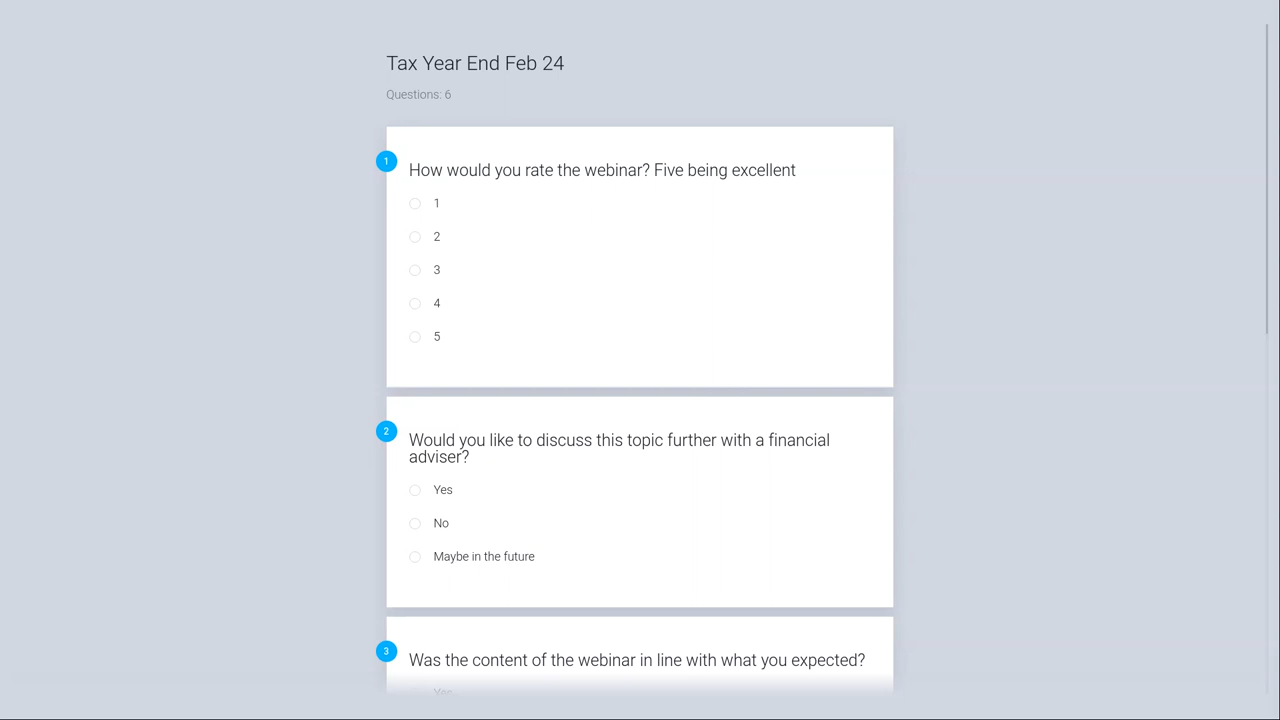 Tax Year End Feb 24
Questions: 6
1
How would you rate the webinar? Five being excellent
1
2
3
4
5
2
Would you like to discuss this topic further with a financial
adviser?
Yes
No
Maybe in the future
3
Was the content of the webinar in line with what you expected?
Yes